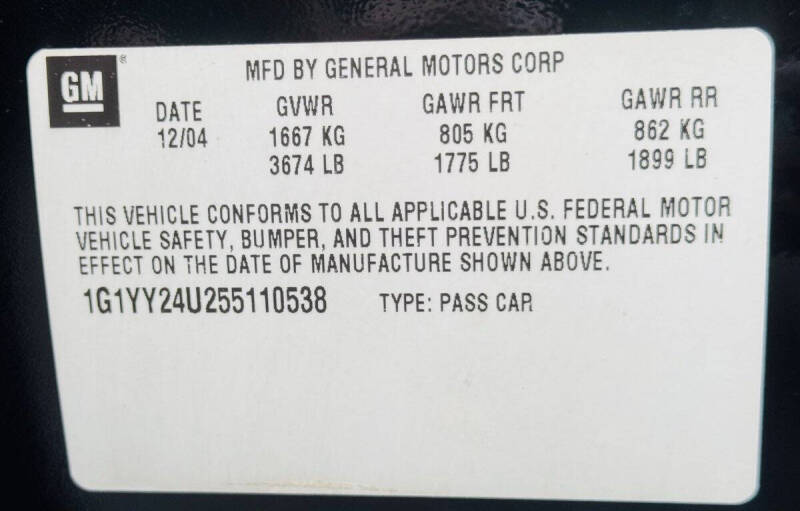 GM ®
MFD BY GENERAL MOTORS CORP
DATE GVWR GAWR FRT GAWR RR
12/04 1667 KG 805 KG 862 KG
3674 LB 1775 LB 1899 LB
THIS VEHICLE CONFORMS TO ALL APPLICABLE U.S. FEDERAL MOTOR
VEHICLE SAFETY, BUMPER, AND THEFT PREVENTION STANDARDS IN
EFFECT ON THE DATE OF MANUFACTURE SHOWN ABOVE.
1G1YY24U255110538 TYPE: PASS CAR